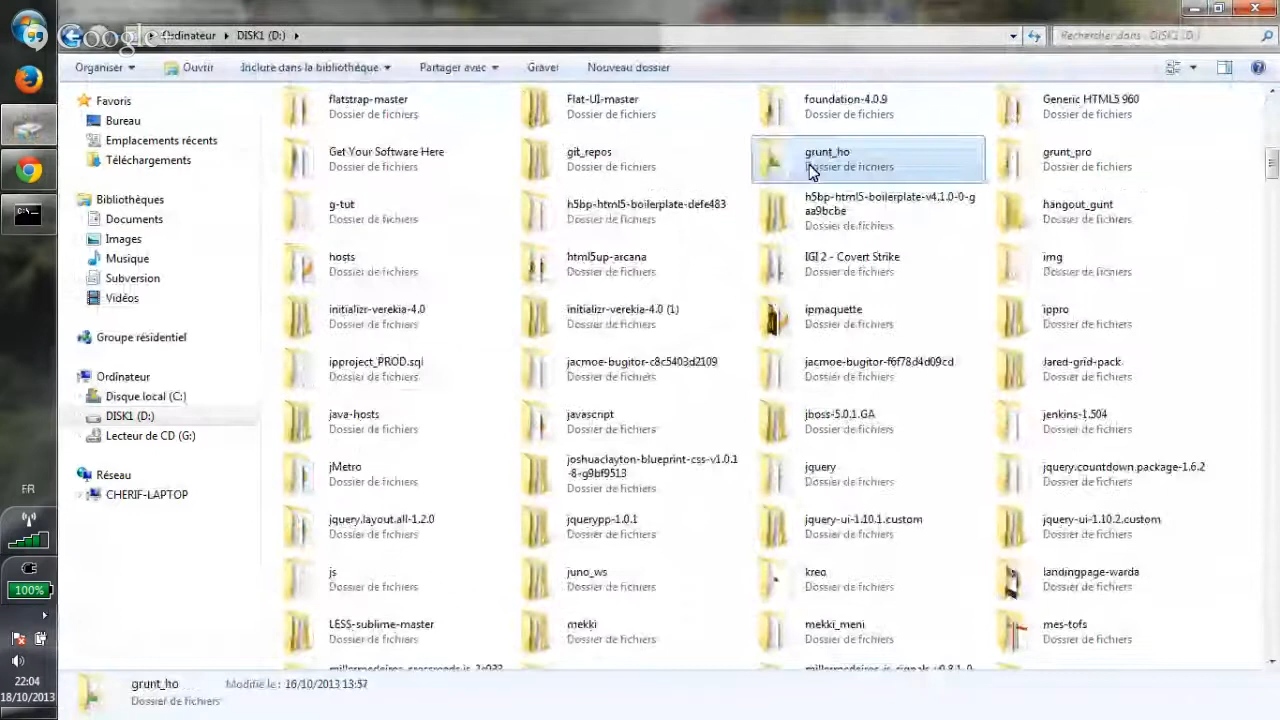 Google+
Ordinateur
DISK1 (D:)
Rechercher dans : DISK1 (D:)
Organiser
Ouvrir
Inclure dans la bibliothèque
Partager avec
Graver
Nouveau dossier
Favoris
Bureau
Emplacements récents
Téléchargements
Bibliothèques
Documents
Images
Musique
Subversion
Vidéos
Groupe résidentiel
Ordinateur
Disque local (C:)
DISK1 (D:)
Lecteur de CD (G:)
Réseau
CHERIF-LAPTOP
flatstrap-master
Dossier de fichiers
Flat-UI-master
Dossier de fichiers
foundation-4.0.9
Dossier de fichiers
Generic HTML5 960
Dossier de fichiers
Get Your Software Here
git_repos
Dossier de fichiers
grunt_ho
Dossier de fichiers
grunt_pro
Dossier de fichiers
g-tut
Dossier de fichiers
h5bp-html5-boilerplate-defe483
Dossier de fichiers
h5bp-html5-boilerplate-v4.1.0-0-g
aa9bcbe
Dossier de fichiers
hangout_gunt
Dossier de fichiers
hosts
Dossier de fichiers
html5up-arcana
Dossier de fichiers
IGI 2 - Covert Strike
Dossier de fichiers
img
Dossier de fichiers
initializr-verekia-4.0
Dossier de fichiers
initializr-verekia-4.0 (1)
Dossier de fichiers
ipmaquette
Dossier de fichiers
ippro
Dossier de fichiers
ipproject_PROD.sql
Dossier de fichiers
jacmoe-bugitor-c8c5403d2109
Dossier de fichiers
jacmoe-bugitor-f6f78d4d09cd
Dossier de fichiers
Jared-grid-pack
Dossier de fichiers
java-hosts
Dossier de fichiers
javascript
Dossier de fichiers
jboss-5.0.1.GA
Dossier de fichiers
jenkins-1.504
Dossier de fichiers
jMetro
Dossier de fichiers
joshuaclayton-blueprint-css-v1.0.1
-8-g9bf9513
Dossier de fichiers
jquery
Dossier de fichiers
jquery.countdown.package-1.6.2
Dossier de fichiers
jquery.layout.all-1.2.0
Dossier de fichiers
jquerypp-1.0.1
Dossier de fichiers
jquery-ui-1.10.1.custom
Dossier de fichiers
jquery-ui-1.10.2.custom
Dossier de fichiers
js
Dossier de fichiers
juno_ws
Dossier de fichiers
kreo
Dossier de fichiers
landingpage-warda
Dossier de fichiers
LESS-sublime-master
Dossier de fichiers
mekki
Dossier de fichiers
mekki_meni
Dossier de fichiers
mes-tofs
Dossier de fichiers
grunt_ho
Modifié le : 16/10/2013 13:57
Dossier de fichiers
FR
100%
22:04
18/10/2013